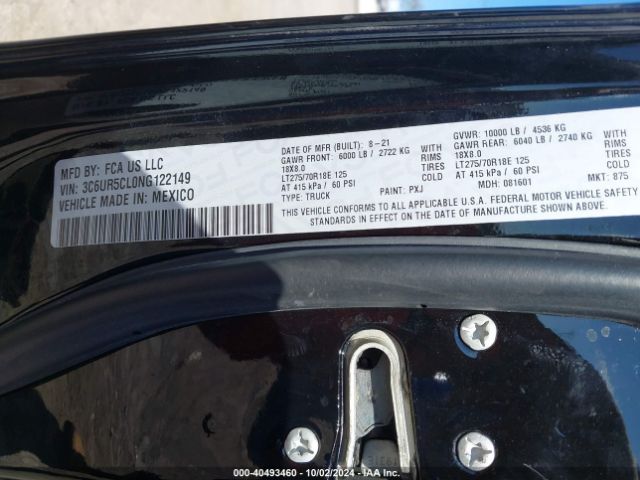 MFD BY: FCA US LLC
VIN: 3C6UR5CL0NG122149
VEHICLE MADE IN: MEXICO
DATE OF MFR (BUILT): 8-21
GAWR FRONT: 6000 LB / 2722 KG
18X8.0 RIMS
LT275/70R18E 125 TIRES
AT 415 kPa / 60 PSI COLD
TYPE: TRUCK PAINT: PXJ
GVWR: 10000 LB / 4536 KG
GAWR REAR: 6040 LB / 2740 KG
18X8.0 RIMS
LT275/70R18E 125 TIRES
AT 415 kPa / 60 PSI COLD
MDH: 081601 MKT: 875
THIS VEHICLE CONFORMS TO ALL APPLICABLE U.S.A. FEDERAL MOTOR VEHICLE SAFETY
STANDARDS IN EFFECT ON THE DATE OF MANUFACTURE SHOWN ABOVE.
000-40493460 - 10/02/2024 - IAA Inc.